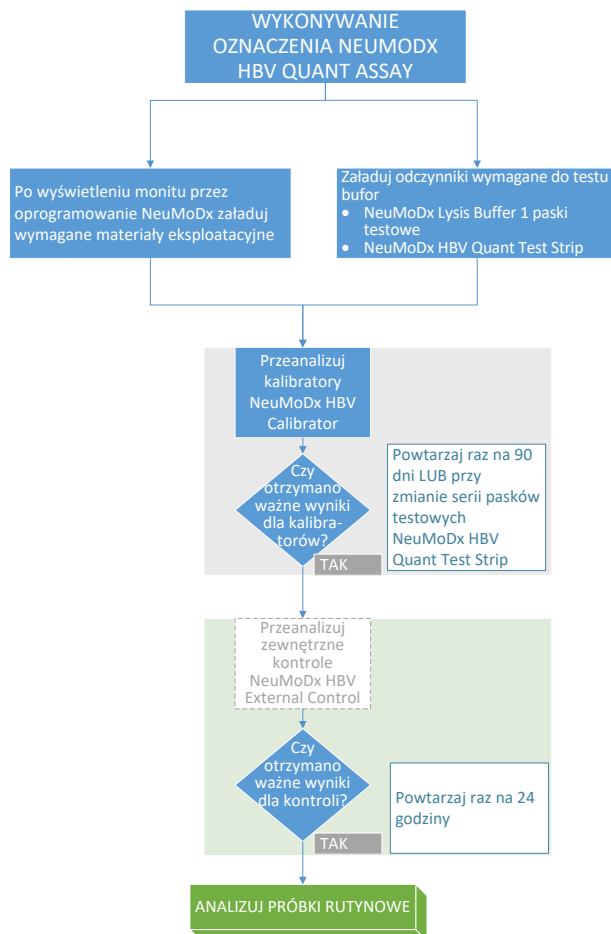 WYKONYWANIE
OZNACZENIA NEUMODX
HBV QUANT ASSAY
Po wyświetleniu monitu przez
oprogramowanie NeuMoDx załaduj
wymagane materiały eksploatacyjne
Załaduj odczynniki wymagane do testu
bufor
● NeuMoDx Lysis Buffer 1 paski
testowe
● NeuMoDx HBV Quant Test Strip
Przeanalizuj
kalibratory
NeuMoDx HBV
Calibrator
Czy
otrzymano
ważne wyniki
dla kalibra-
torów?
TAK
Powtarzaj raz na 90
dni LUB przy
zmianie serii pasków
testowych
NeuMoDx HBV
Quant Test Strip
Przeanalizuj
zewnętrzne
kontrole
NeuMoDx HBV
External Control
Czy
otrzymano
ważne wyniki
dla kontroli?
TAK
Powtarzaj raz na 24
godziny
ANALIZUJ PRÓBKI RUTYNOWE